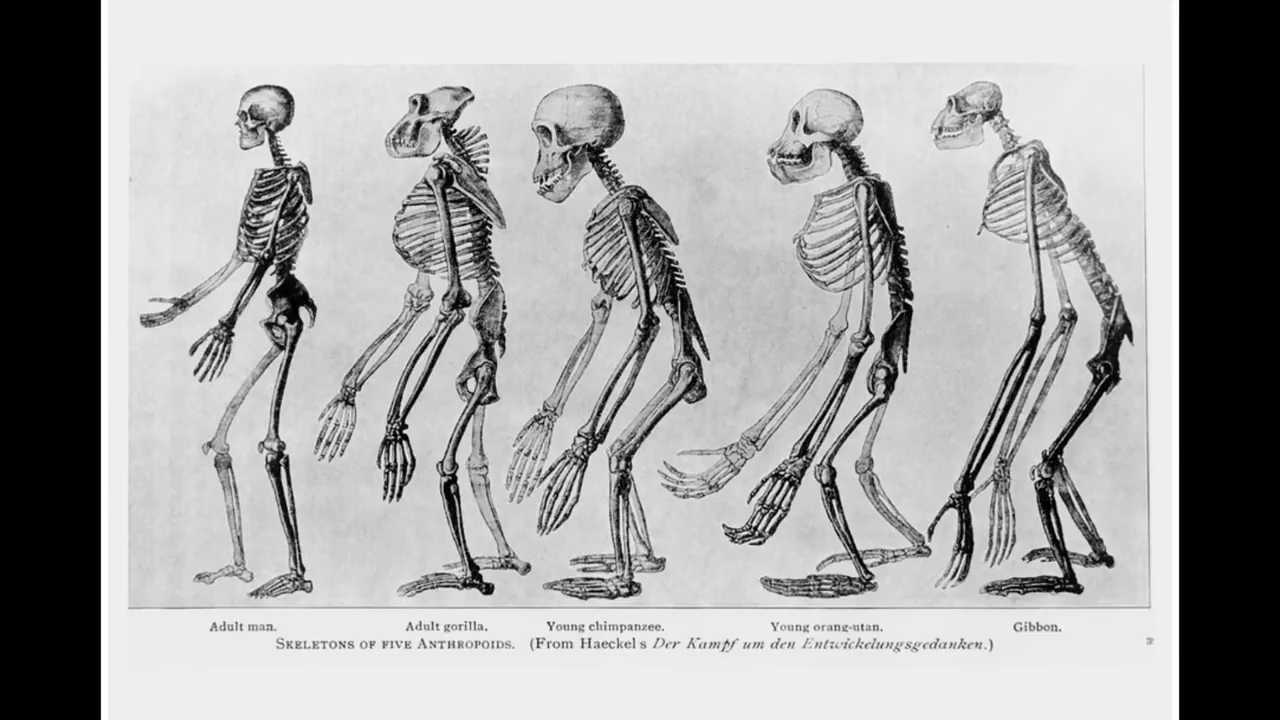 Adult man. Adult gorilla. Young chimpanzee. Young orang-utan. Gibbon.
SKELETONS OF FIVE ANTHROPOIDS. (From Haeckel s Der Kampf um den Entwickelungsgedanken.)